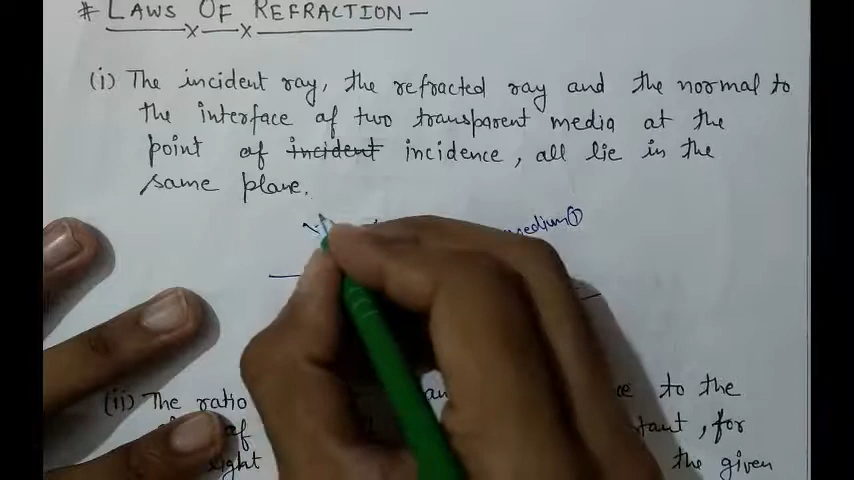 # LAWS OF REFRACTION -
(i) The incident ray, the refracted ray and the normal to
the interface of two transparent media at the
point of incident incidence, all lie in the
same plane.
medium ①
(ii) The ratio to the
of , for
the given